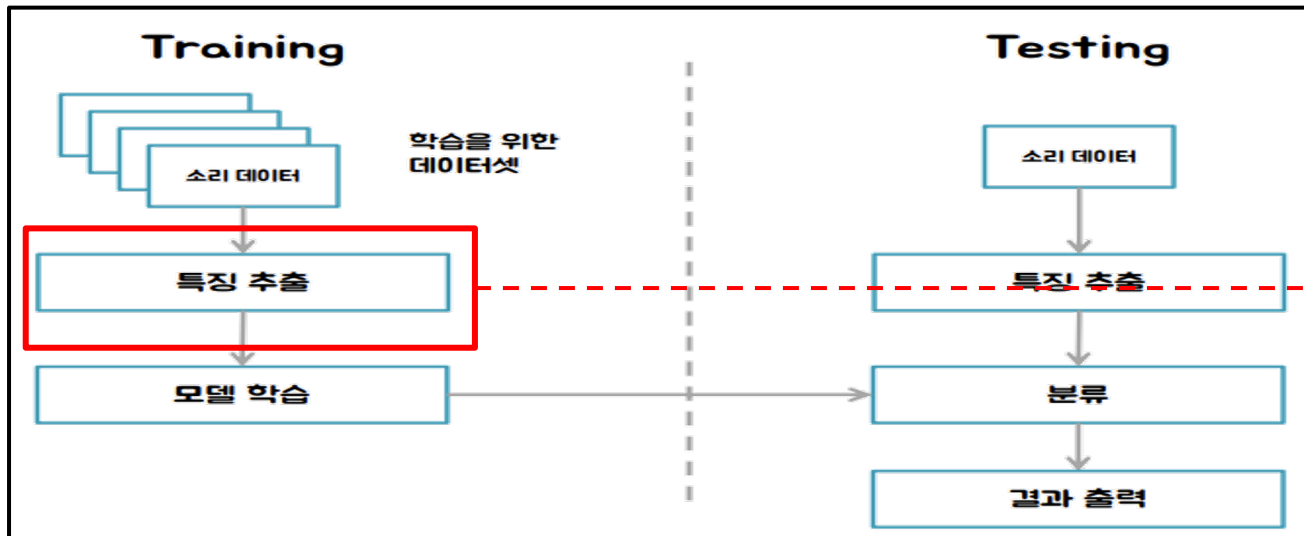 Training
소리 데이터
학습을 위한
데이터셋
특징 추출
모델 학습
Testing
소리 데이터
특징 추출
분류
결과 출력